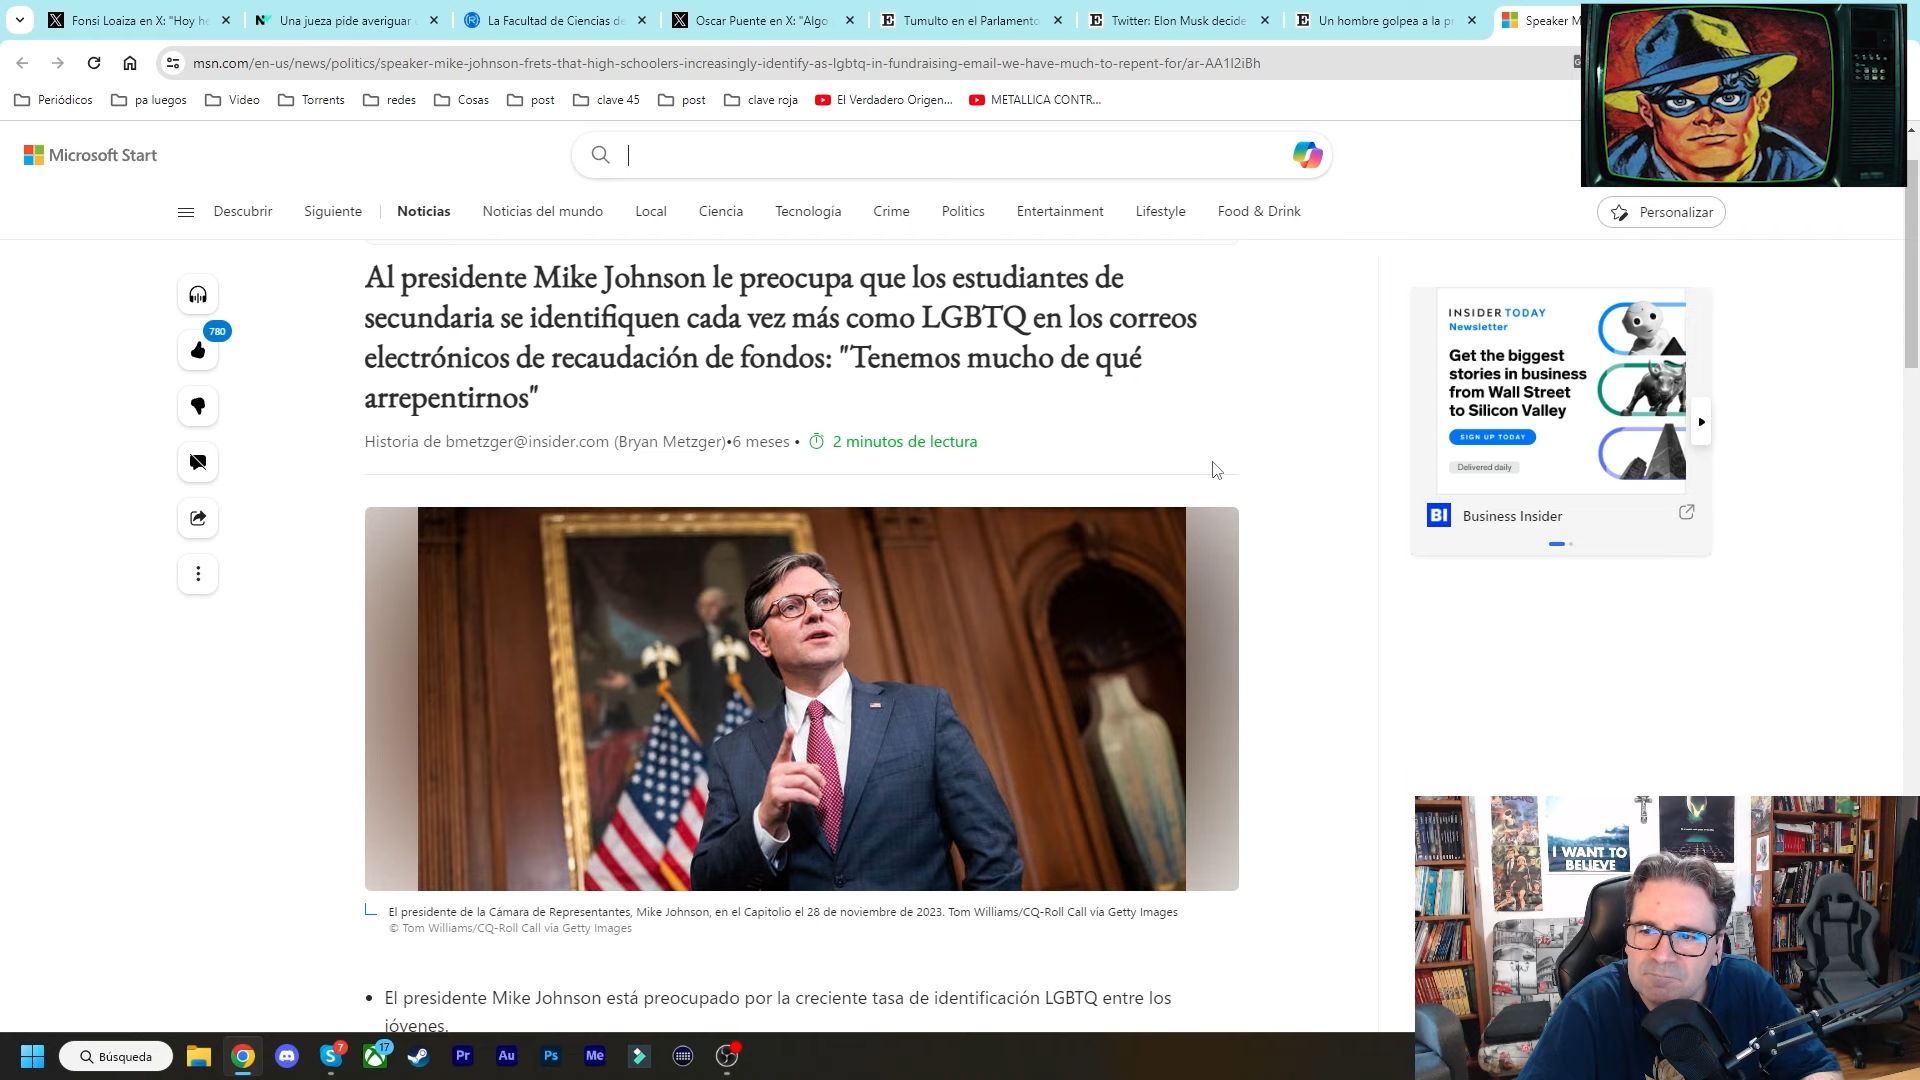 Fonsi Loaiza en X: "Hoy he
Una jueza pide averiguar
La Facultad de Ciencias de
Oscar Puente en X: "Algo
Tumulto en el Parlamento
Twitter: Elon Musk decide
Un hombre golpea a la pr
Speaker M
msn.com/en-us/news/politics/speaker-mike-johnson-frets-that-high-schoolers-increasingly-identify-as-lgbtq-in-fundraising-email-we-have-much-to-repent-for/ar-AA1l2iBh
Periódicos
pa luegos
Video
Torrents
redes
Cosas
post
clave 45
post
clave roja
El Verdadero Origen...
METALLICA CONTR...
Microsoft Start
Descubrir
Siguiente
Noticias
Noticias del mundo
Local
Ciencia
Tecnología
Crime
Politics
Entertainment
Lifestyle
Food & Drink
Personalizar
780
Al presidente Mike Johnson le preocupa que los estudiantes de
secundaria se identifiquen cada vez más como LGBTQ en los correos
electrónicos de recaudación de fondos: "Tenemos mucho de qué
arrepentirnos"
Historia de bmetzger@insider.com (Bryan Metzger)•6 meses •
2 minutos de lectura
INSIDER TODAY
Newsletter
Get the biggest
stories in business
from Wall Street
to Silicon Valley
SIGN UP TODAY
Delivered daily
BI
Business Insider
El presidente de la Cámara de Representantes, Mike Johnson, en el Capitolio el 28 de noviembre de 2023. Tom Williams/CQ-Roll Call via Getty Images
© Tom Williams/CQ-Roll Call via Getty Images
• El presidente Mike Johnson está preocupado por la creciente tasa de identificación LGBTQ entre los
jóvenes.
I WANT TO
BELIEVE
Búsqueda
7
17
Pr
Au
Ps
Me